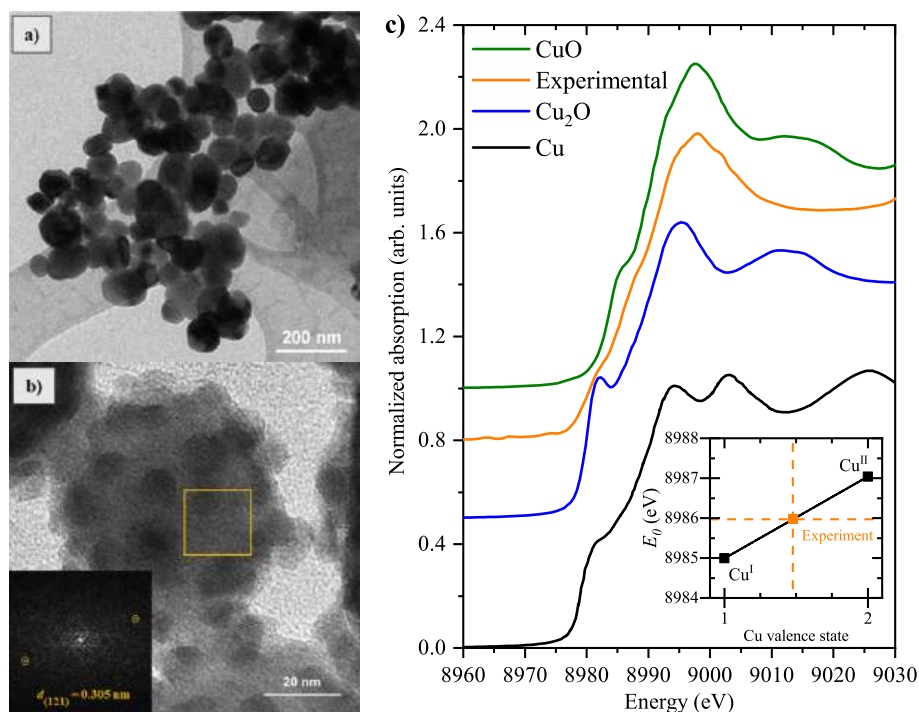 a)
200 nm
b)
d(121) = 0.305 nm
20 nm
c)
CuO
Experimental
Cu₂O
Cu
Normalized absorption (arb. units)
2.4
2.0
1.6
1.2
0.8
0.4
0.0
8960 8970 8980 8990 9000 9010 9020 9030
Energy (eV)
E₀ (eV)
8988
8987
8986
8985
8984
Cuᴵᴵ
Experiment
Cuᴵ
1 2
Cu valence state